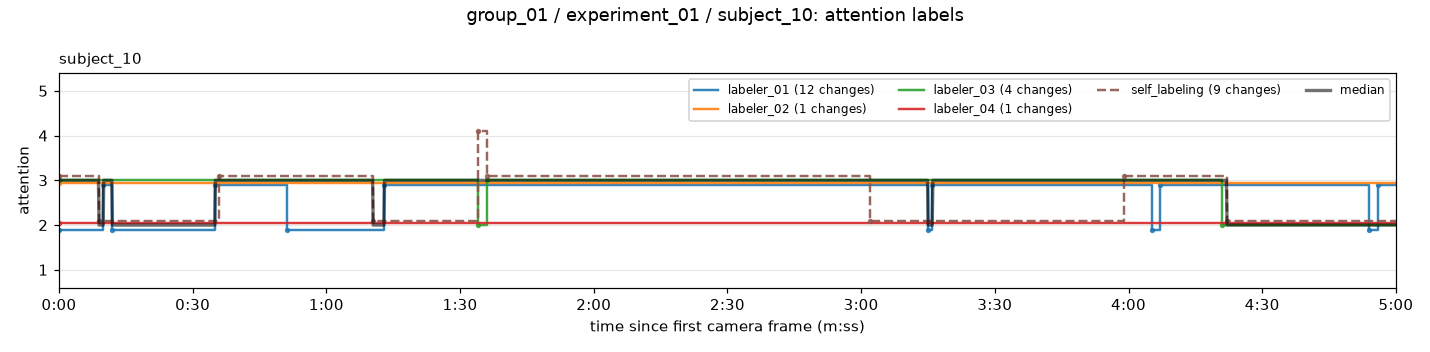 group_01 / experiment_01 / subject_10: attention labels
subject_10
labeler_01 (12 changes)
labeler_02 (1 changes)
labeler_03 (4 changes)
labeler_04 (1 changes)
self_labeling (9 changes)
median
attention
5
4
3
2
1
0:00 0:30 1:00 1:30 2:00 2:30 3:00 3:30 4:00 4:30 5:00
time since first camera frame (m:ss)